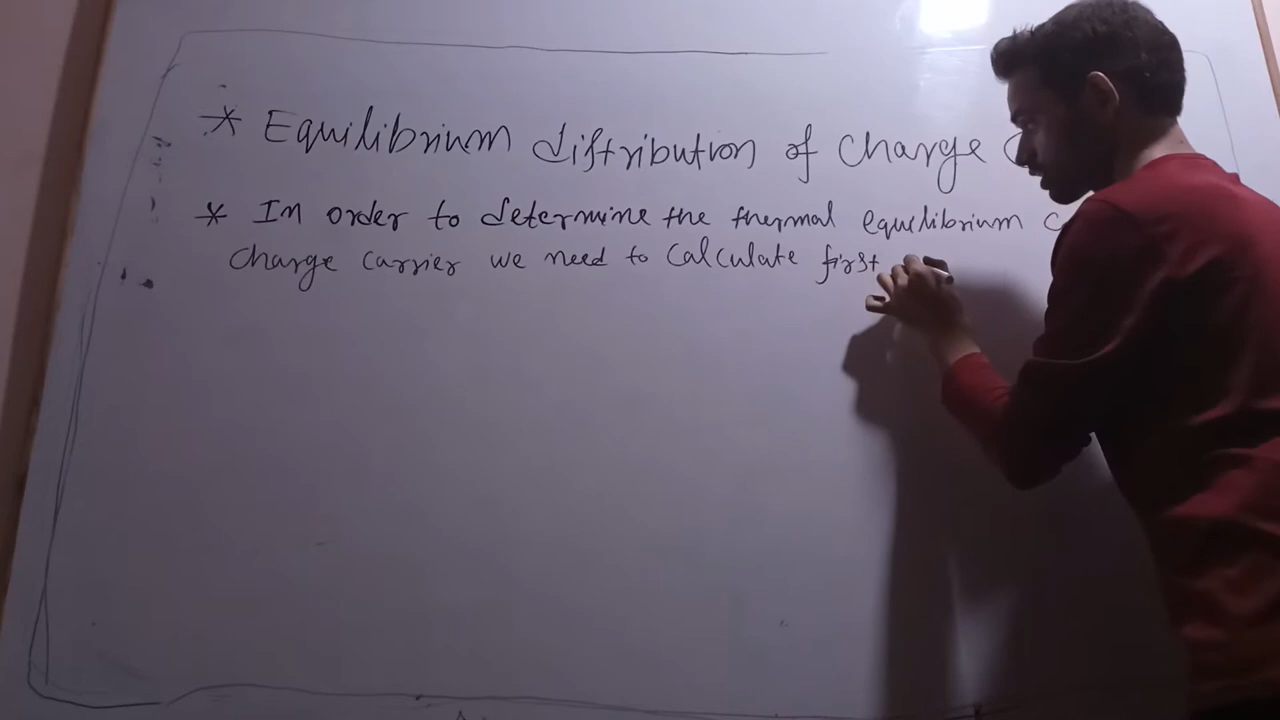 * Equilibrium distribution of charge
* In order to determine the thermal equilibrium
charge carrier we need to calculate first